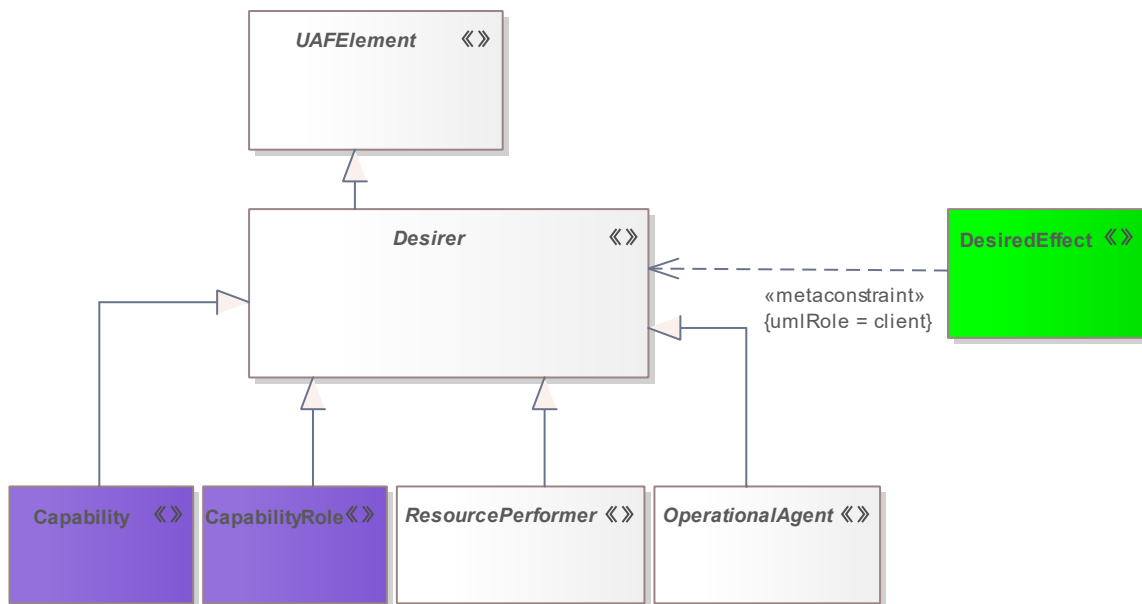 UAFElement «»
Desirer «»
DesiredEffect «»
«metaconstraint»
{umlRole = client}
Capability «»
CapabilityRole «»
ResourcePerformer «»
OperationalAgent «»